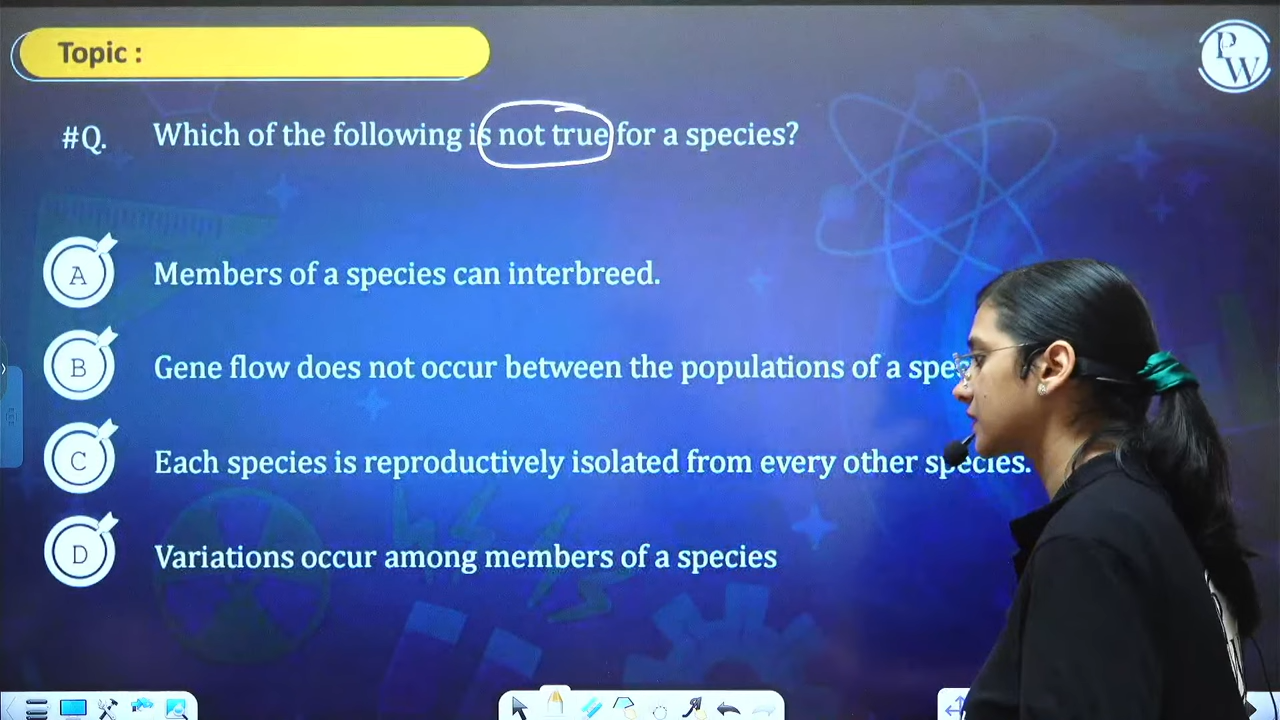 Topic :
PW
#Q. Which of the following is not true for a species?
A Members of a species can interbreed.
B Gene flow does not occur between the populations of a
C Each species is reproductively isolated from every other species.
D Variations occur among members of a species